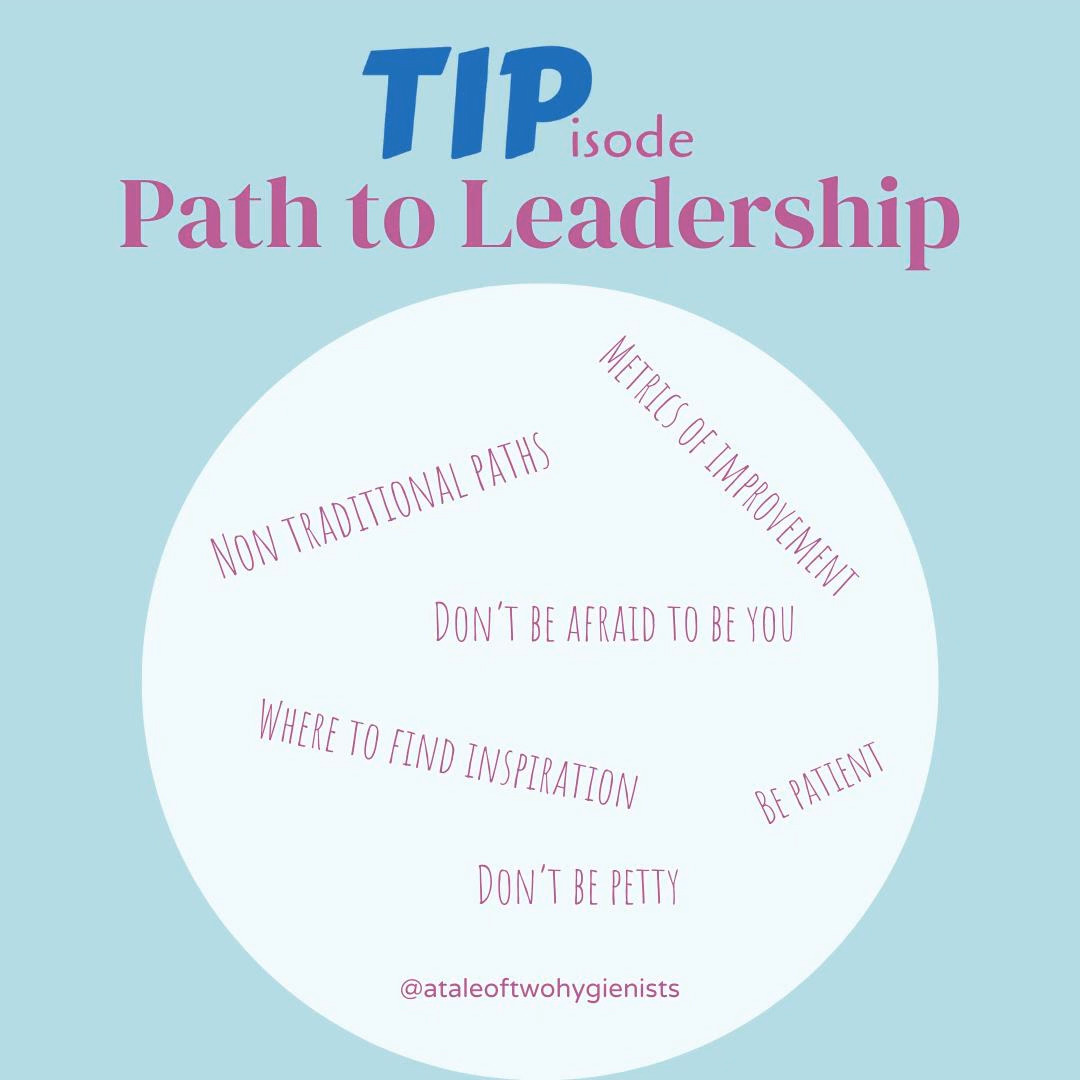 TIPisode
Path to Leadership
Metrics of improvement
Non traditional paths
Don't be afraid to be you
Where to find inspiration
Be patient
Don't be petty
@ataleoftwohygienists